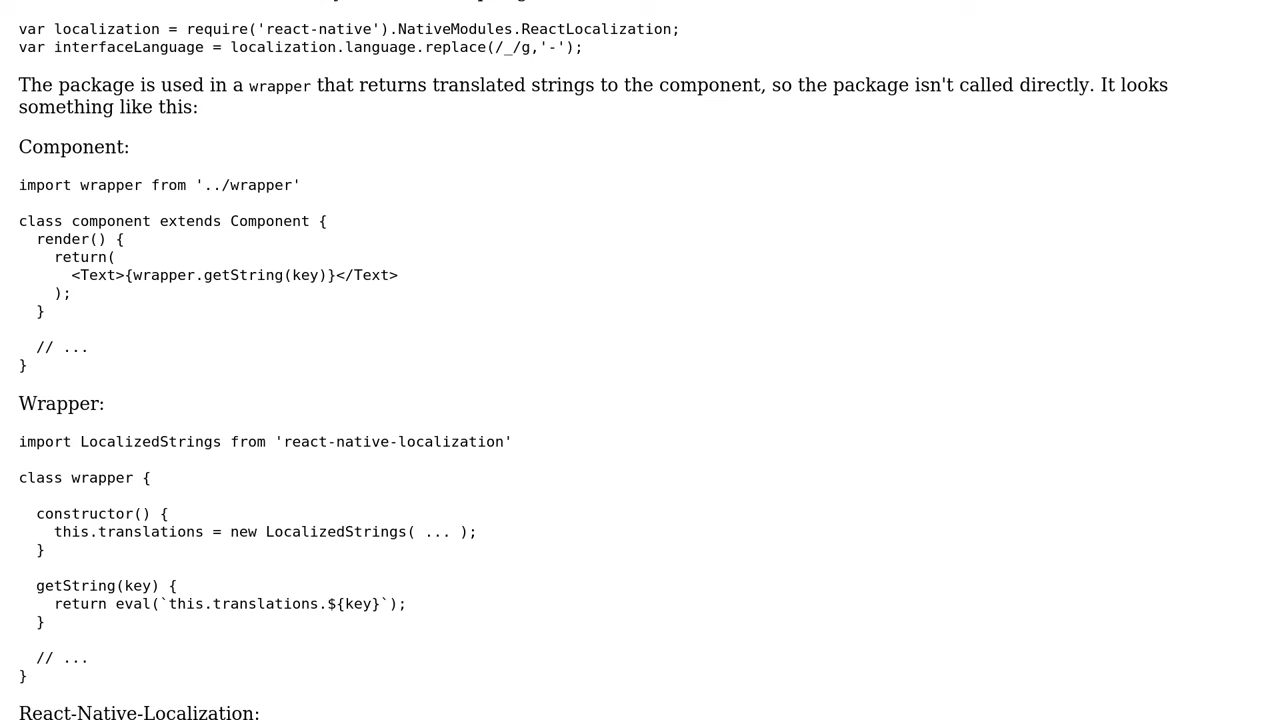 var localization = require('react-native').NativeModules.ReactLocalization;
var interfaceLanguage = localization.language.replace(/_/g,'-');
The package is used in a wrapper that returns translated strings to the component, so the package isn't called directly. It looks
something like this:
Component:
import wrapper from '../wrapper'
class component extends Component {
  render() {
    return(
      <Text>{wrapper.getString(key)}</Text>
    );
  }
  // ...
}
Wrapper:
import LocalizedStrings from 'react-native-localization'
class wrapper {
  constructor() {
    this.translations = new LocalizedStrings( ... );
  }
  getString(key) {
    return eval(`this.translations.${key}`);
  }
  // ...
}
React-Native-Localization: